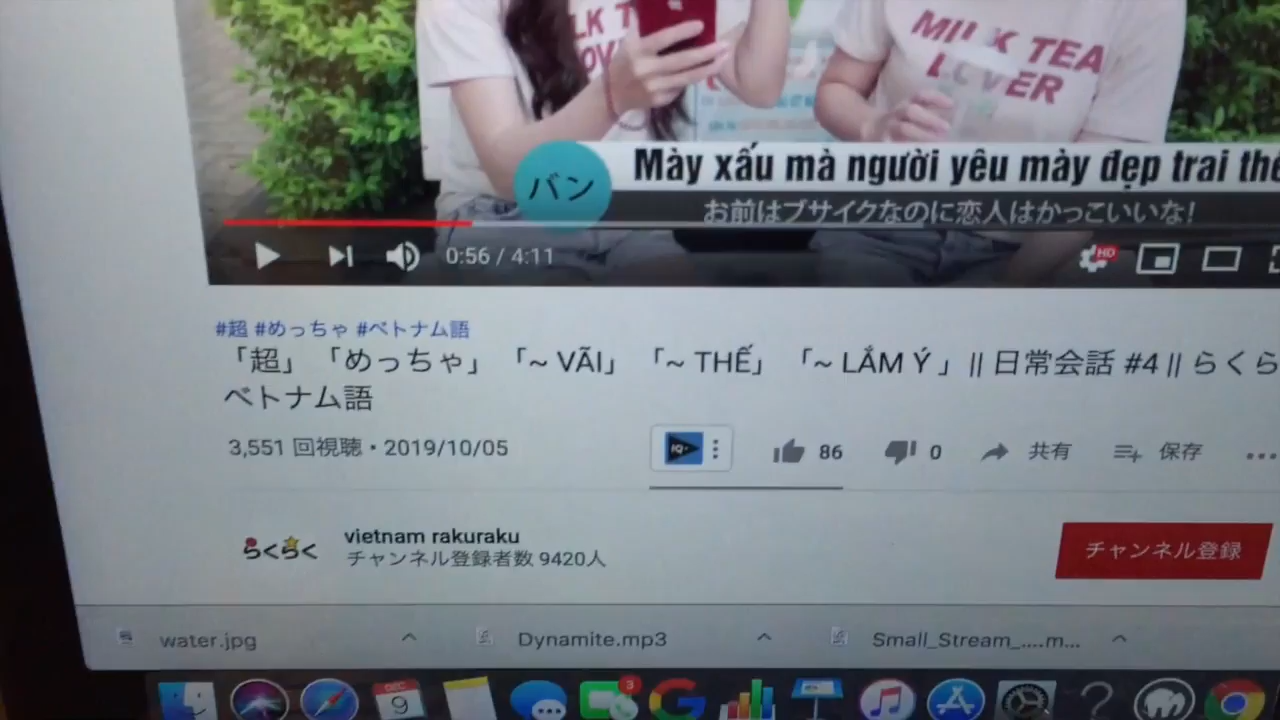 MILK TEA
LOVER
バン
Mày xấu mà người yêu mày đẹp trai thế
お前はブサイクなのに恋人はかっこいいな!
0:56 / 4:11
HD
#超 #めっちゃ #ベトナム語
「超」「めっちゃ」「~ VÃI」「~ THẾ」「~ LẮM Ý」|| 日常会話 #4 || らくら
ベトナム語
3,551 回視聴・2019/10/05
IQ
86
0
共有
保存
らくらく
vietnam rakuraku
チャンネル登録者数 9420人
チャンネル登録
water.jpg
Dynamite.mp3
Small_Stream_....m...
3
DEC
9